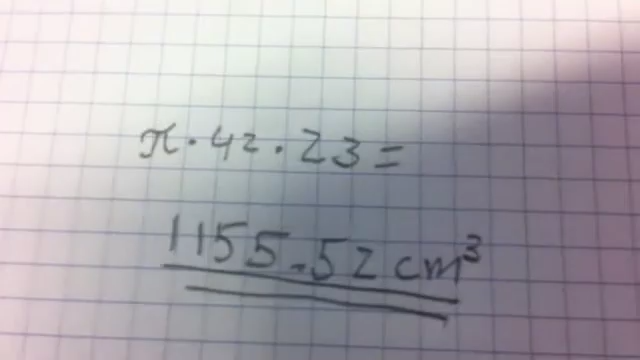 π · 42 · 23 =
1155.52 cm³